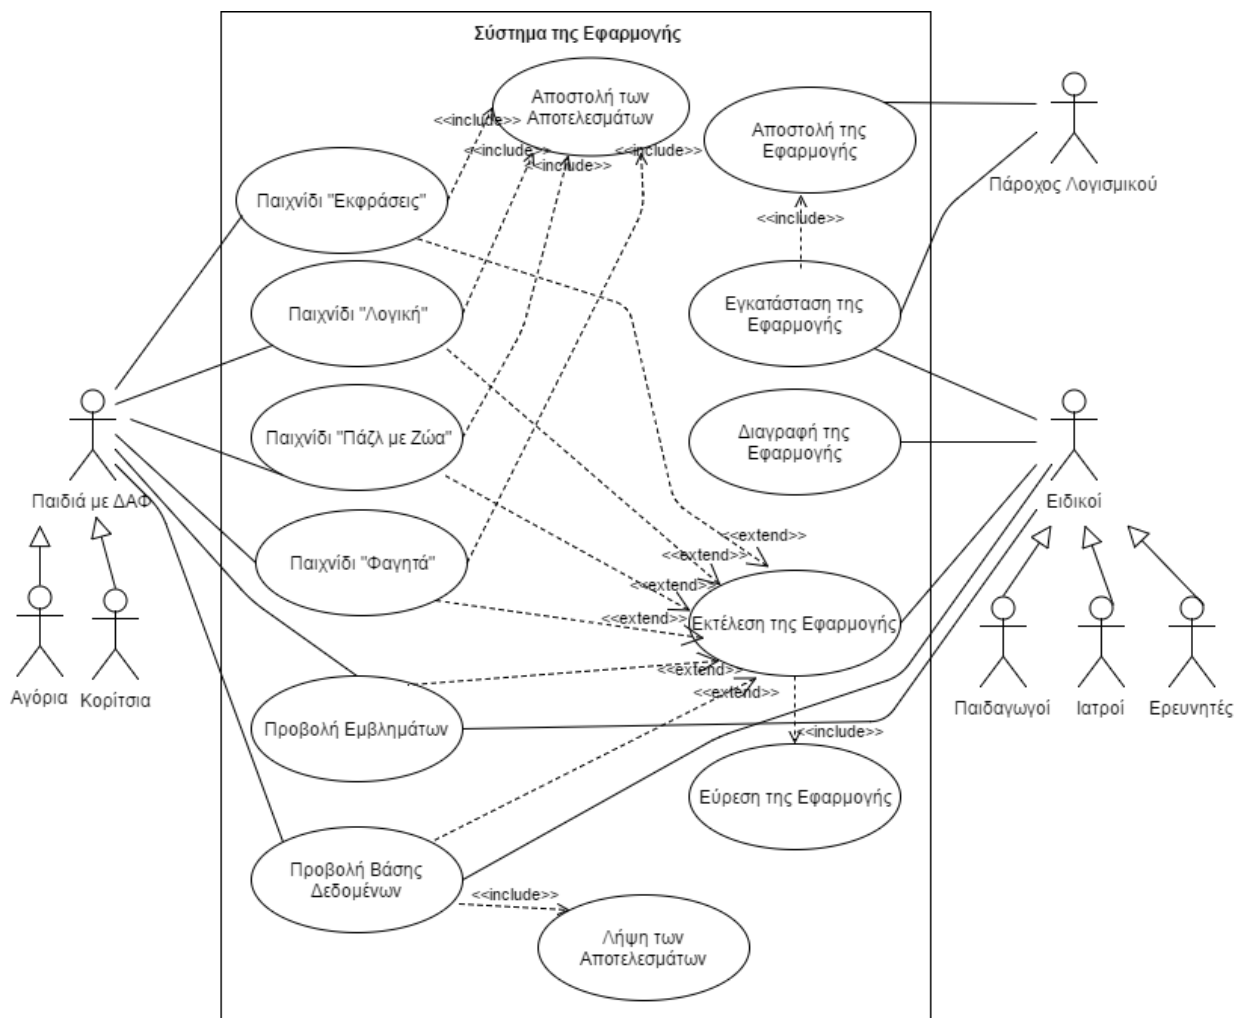 Σύστημα της Εφαρμογής
Αποστολή των
Αποτελεσμάτων
<<include>>
<<include>>
<<include>>
<<include>>
Αποστολή της
Εφαρμογής
Πάροχος Λογισμικού
Παιχνίδι "Εκφράσεις"
<<include>>
Παιχνίδι "Λογική"
Εγκατάσταση της
Εφαρμογής
Παιχνίδι "Πάζλ με Ζώα"
Διαγραφή της
Εφαρμογής
Παιδιά με ΔΑΦ
Ειδικοί
<<extend>>
<<extend>>
<<extend>>
<<extend>>
<<extend>>
<<extend>>
Παιχνίδι "Φαγητά"
Εκτέλεση της Εφαρμογής
Αγόρια
Κορίτσια
Παιδαγωγοί
Ιατροί
Ερευνητές
Προβολή Εμβλημάτων
<<include>>
Εύρεση της Εφαρμογής
Προβολή Βάσης
Δεδομένων
<<include>>
Λήψη των
Αποτελεσμάτων